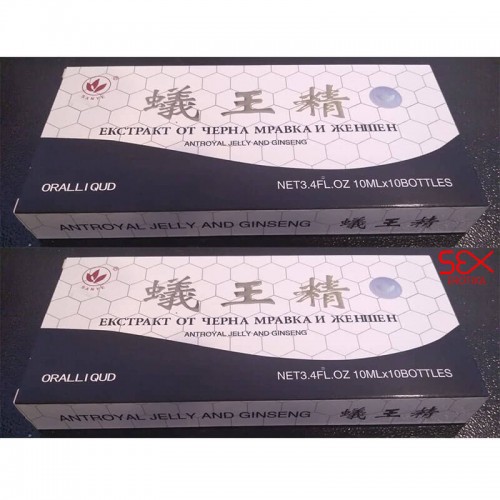 蟻王精
ЕКСТРАКТ ОТ ЧЕРНА МРАВКА И ЖЕНШЕН
ANTROYAL JELLY AND GINSENG
ORALLIQUD
NET3.4FL.OZ 10MLx10BOTTLES
ANTROYAL JELLY AND GINSENG 蟻王精
SEX
蟻王精
ЕКСТРАКТ ОТ ЧЕРНА МРАВКА И ЖЕНШЕН
ANTROYAL JELLY AND GINSENG
ORALLIQUD
NET3.4FL.OZ 10MLx10BOTTLES
ANTROYAL JELLY AND GINSENG 蟻王精